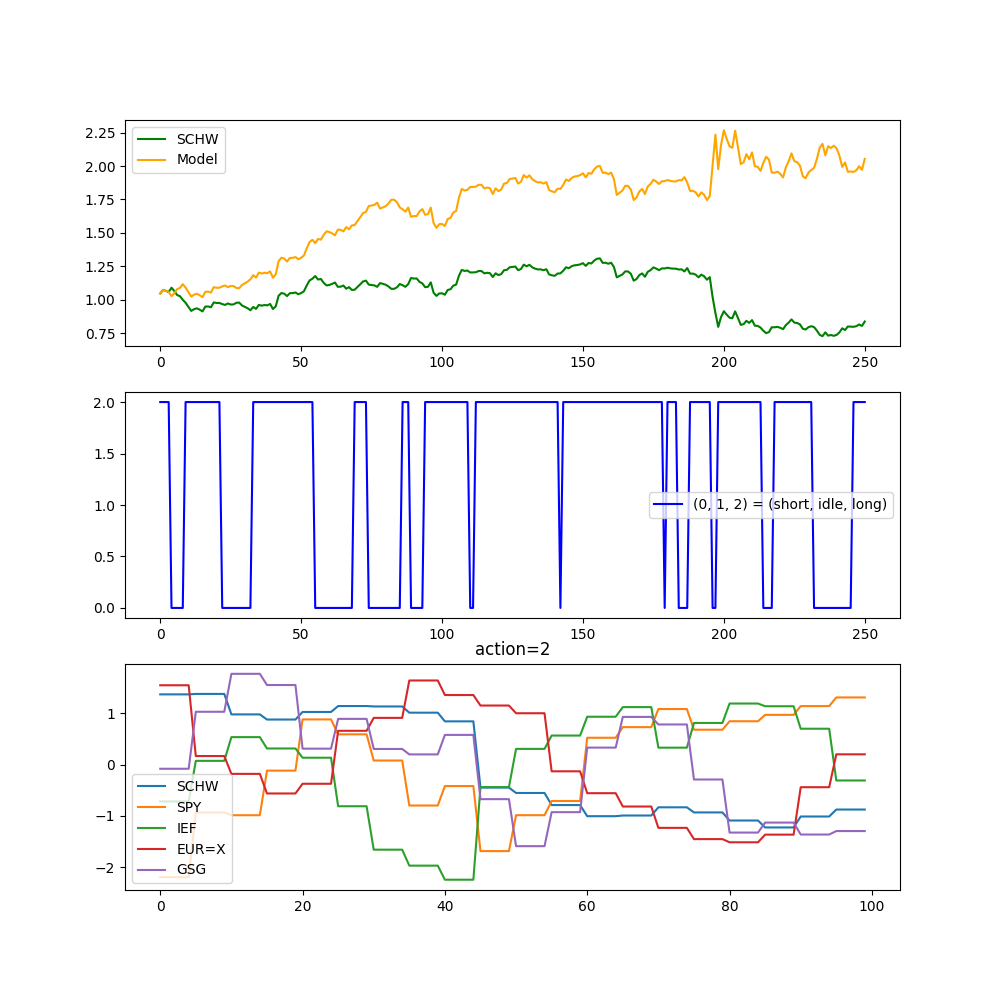 2.25
2.00
1.75
1.50
1.25
1.00
0.75
SCHW
Model
0 50 100 150 200 250
2.0
1.5
1.0
0.5
0.0
(0, 1, 2) = (short, idle, long)
0 50 100 150 200 250
action=2
1
0
−1
−2
SCHW
SPY
IEF
EUR=X
GSG
0 20 40 60 80 100